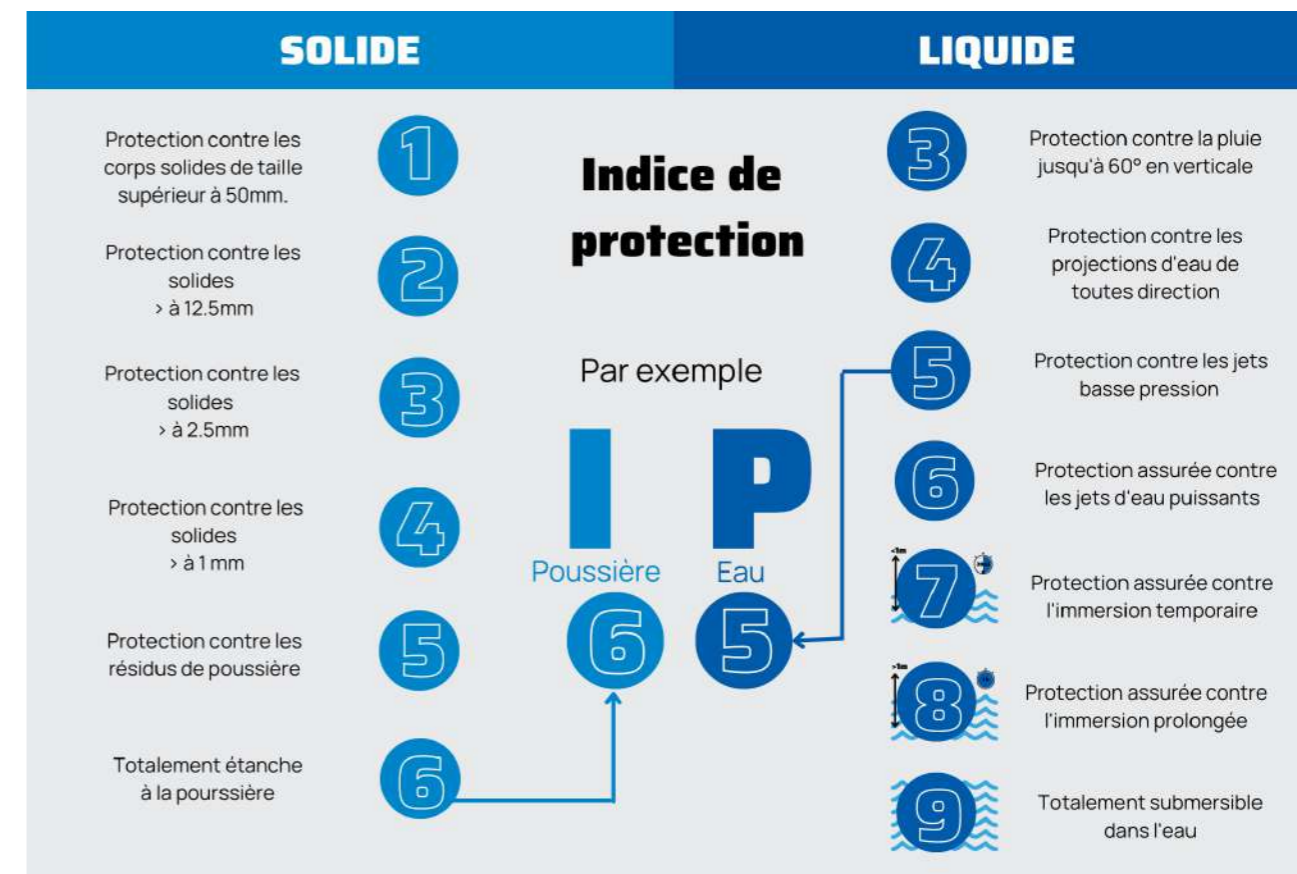 SOLIDE
LIQUIDE
Protection contre les
corps solides de taille
supérieur à 50mm.
1
Protection contre les
solides
> à 12.5mm
2
Protection contre les
solides
> à 2.5mm
3
Protection contre les
solides
> à 1 mm
4
Protection contre les
résidus de poussière
5
Totalement étanche
à la pourssière
6
Indice de
protection
Par exemple
I P
Poussière Eau
6 5
3
Protection contre la pluie
jusqu'à 60° en verticale
4
Protection contre les
projections d'eau de
toutes direction
5
Protection contre les jets
basse pression
6
Protection assurée contre
les jets d'eau puissants
<1m
7
Protection assurée contre
l'immersion temporaire
>1m
8
Protection assurée contre
l'immersion prolongée
9
Totalement submersible
dans l'eau